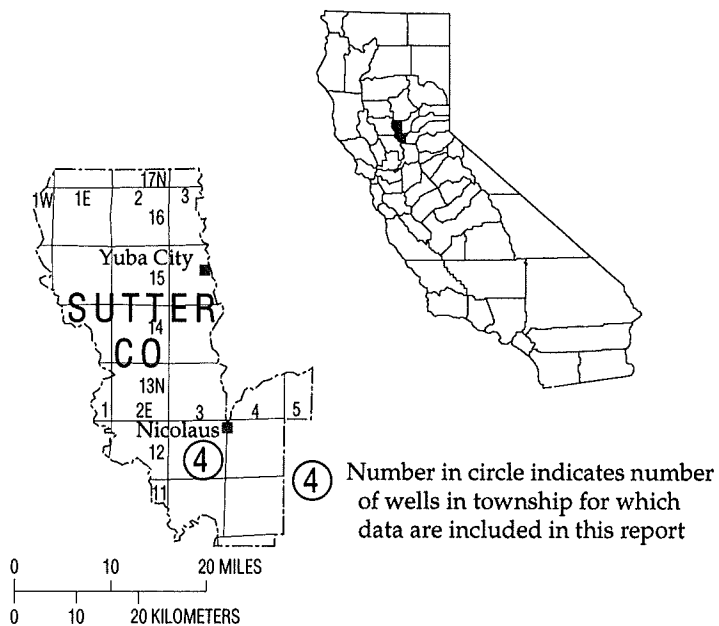 17N
1W 1E 2 3
16
Yuba City
15
SUTTER
14
CO
13N
1 2E 3 4 5
Nicolaus
12
4
11
4 Number in circle indicates number
of wells in township for which
data are included in this report
0 10 20 MILES
0 10 20 KILOMETERS